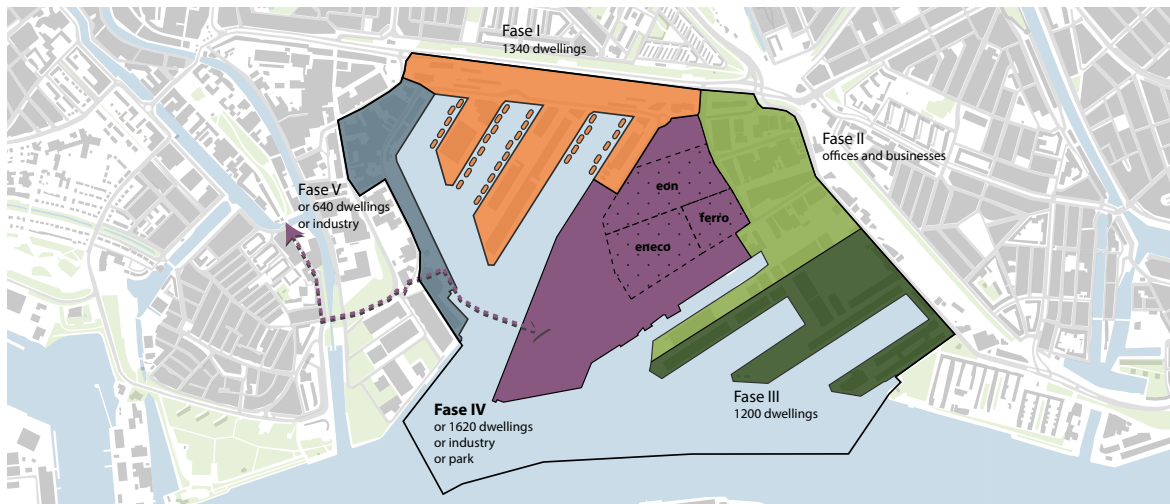 Fase I
1340 dwellings
Fase II
offices and businesses
Fase V
or 640 dwellings
or industry
eon
ferro
eneco
Fase IV
or 1620 dwellings
or industry
or park
Fase III
1200 dwellings